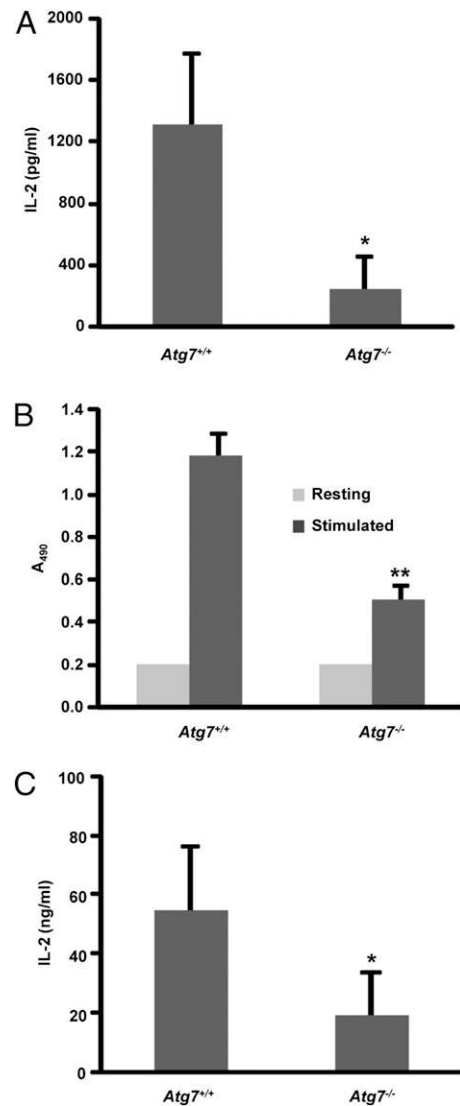 A
2000
1600
1200
800
400
0
IL-2 (pg/ml)
*
Atg7+/+ Atg7-/-
B
1.4
1.2
1.0
0.8
0.6
0.4
0.2
0.0
A490
Resting
Stimulated
**
Atg7+/+ Atg7-/-
C
100
80
60
40
20
0
IL-2 (ng/ml)
*
Atg7+/+ Atg7-/-